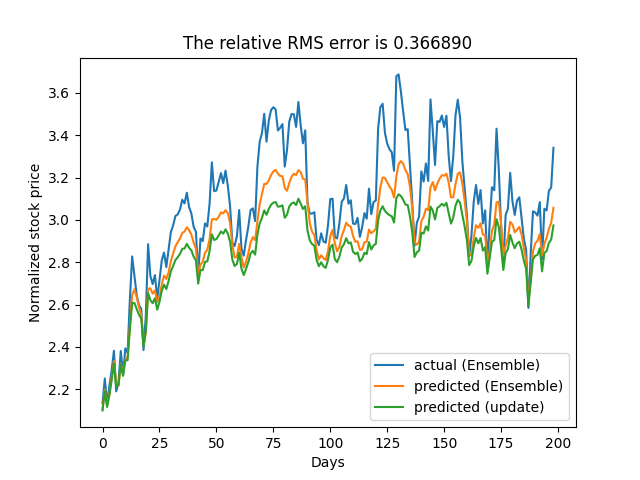 The relative RMS error is 0.366890
Normalized stock price
3.6
3.4
3.2
3.0
2.8
2.6
2.4
2.2
actual (Ensemble)
predicted (Ensemble)
predicted (update)
0 25 50 75 100 125 150 175 200
Days